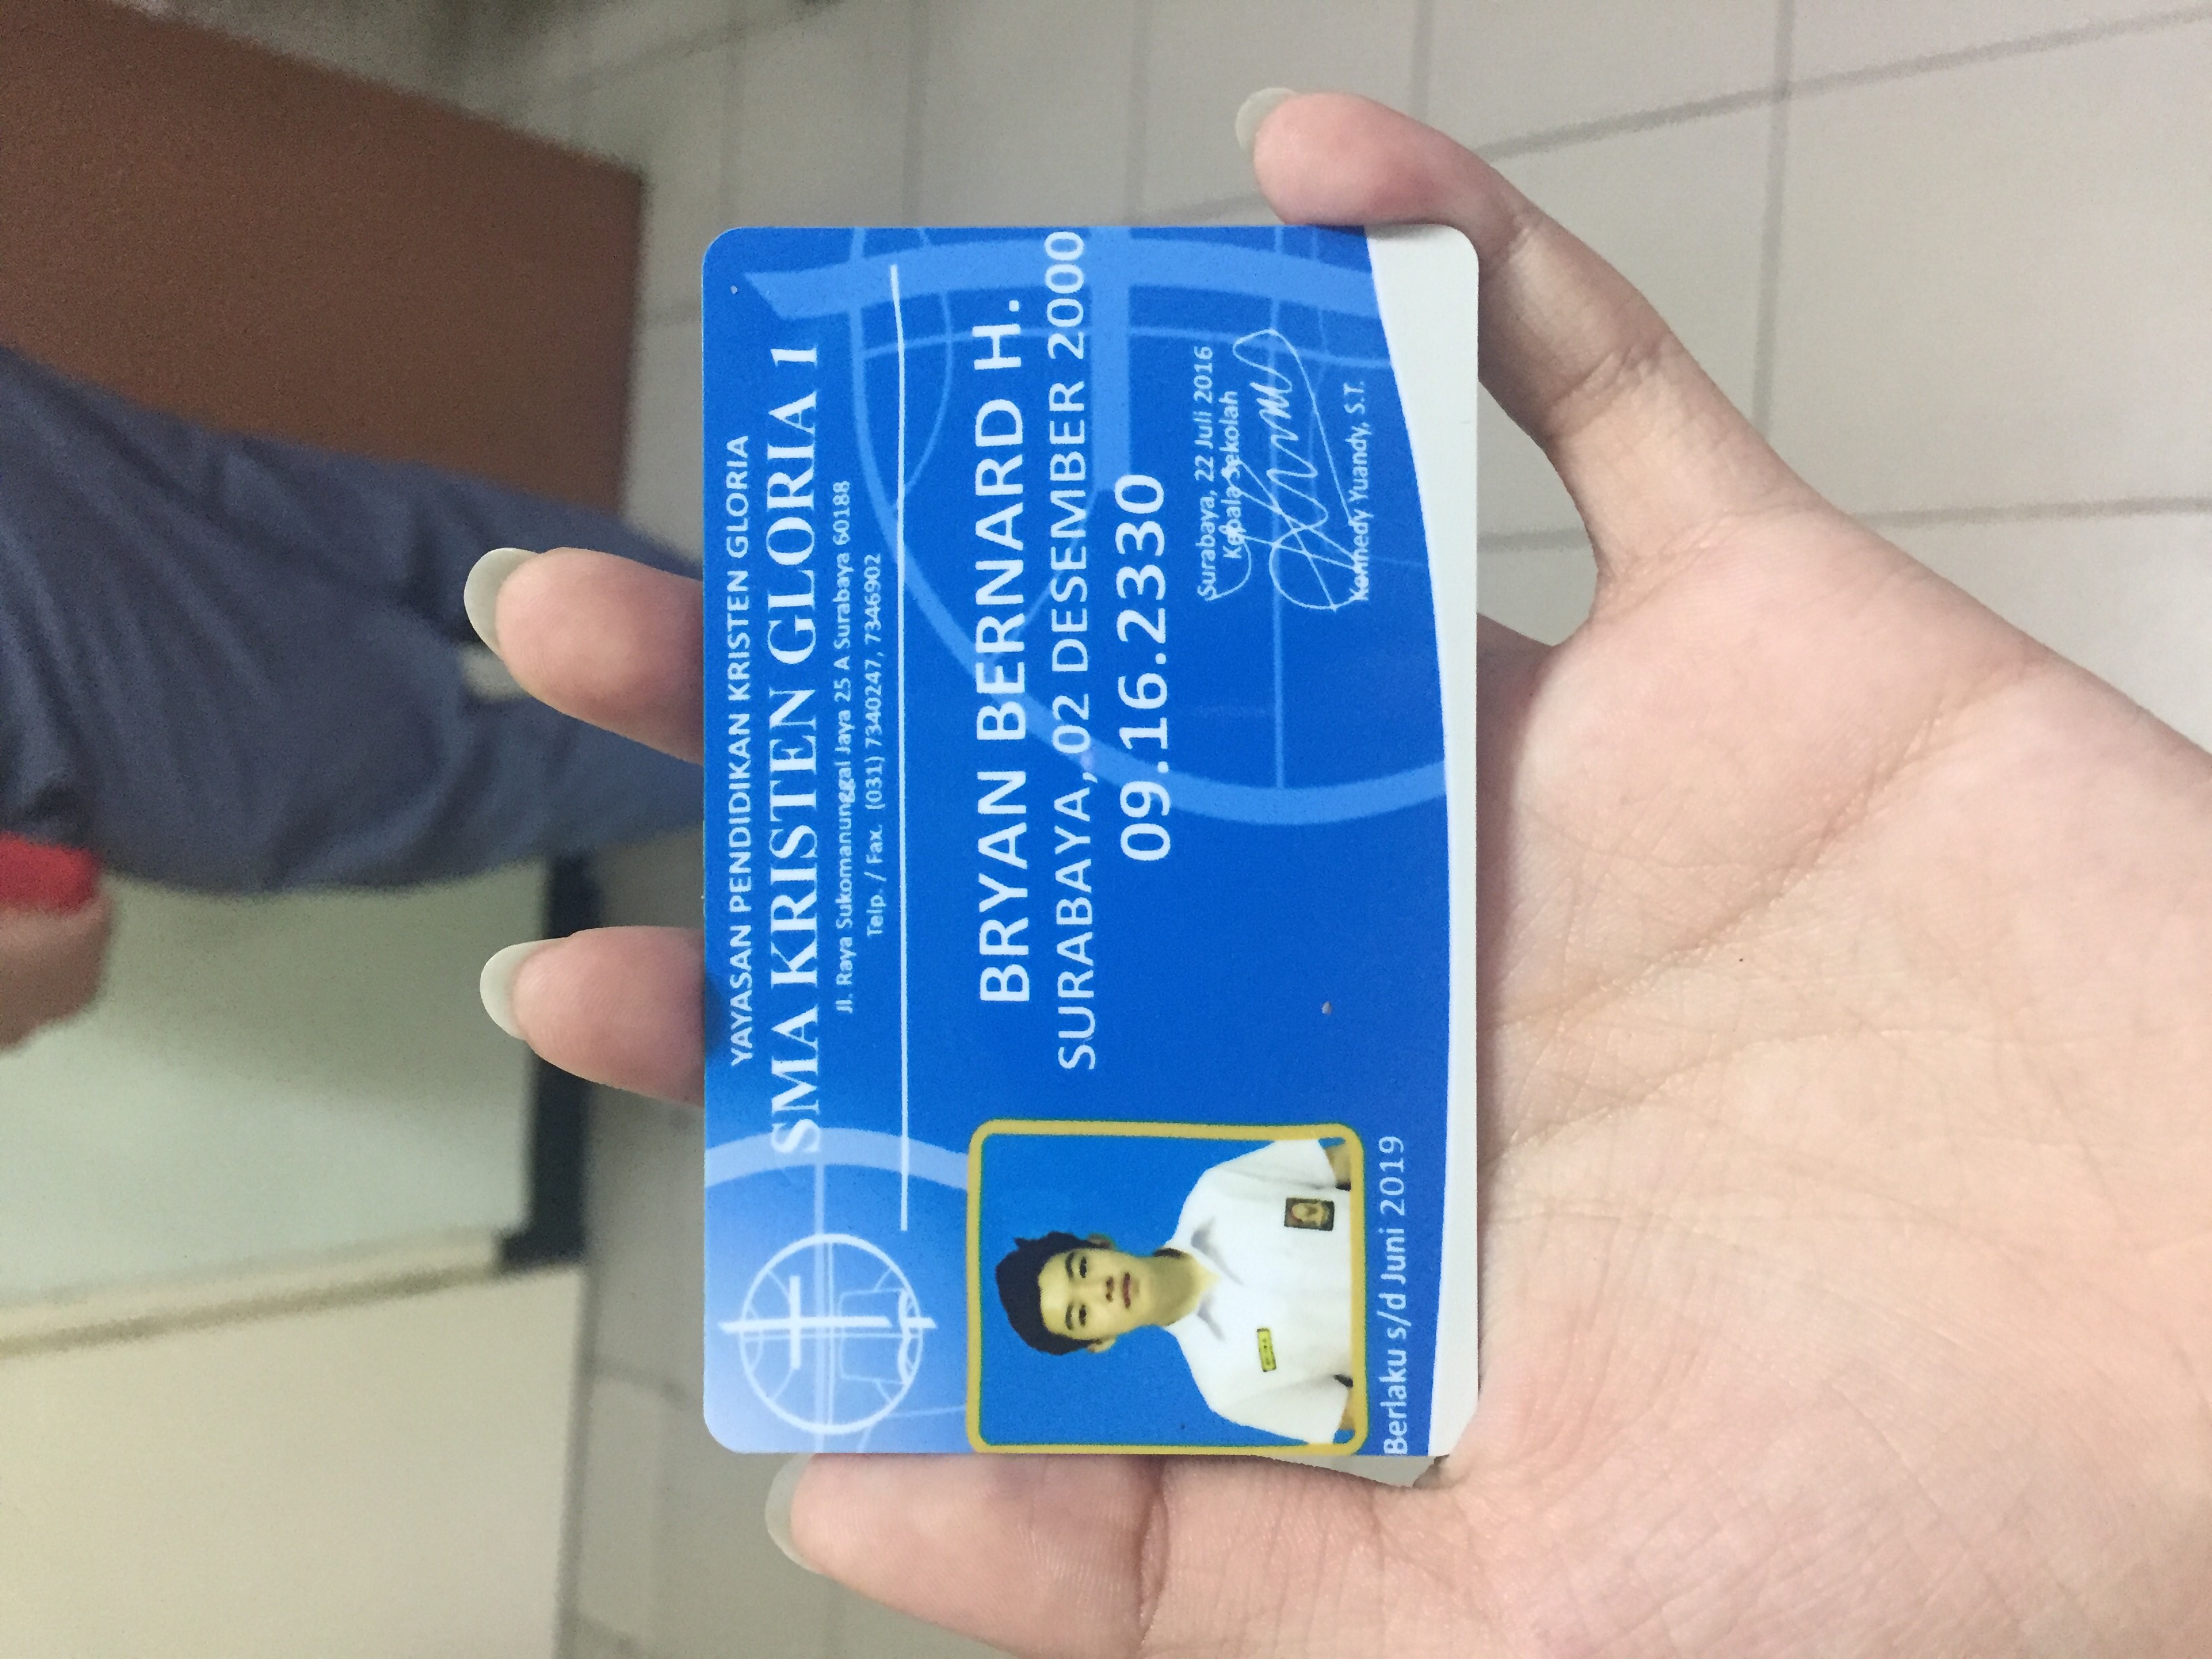 YAYASAN PENDIDIKAN KRISTEN GLORIA
SMA KRISTEN GLORIA 1
Jl. Raya Sukomanunggal Jaya 25 A Surabaya 60188
Telp. / Fax. (031) 7340247, 7346902
BRYAN BERNARD H.
SURABAYA, 02 DESEMBER 2000
09.16.2330
Surabaya, 22 Juli 2016
Kepala Sekolah
Kennedy Yuandy, S.T.
Berlaku s/d Juni 2019